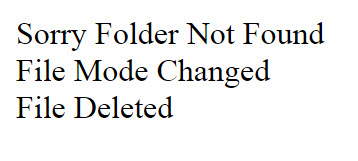 Sorry Folder Not Found
File Mode Changed
File Deleted